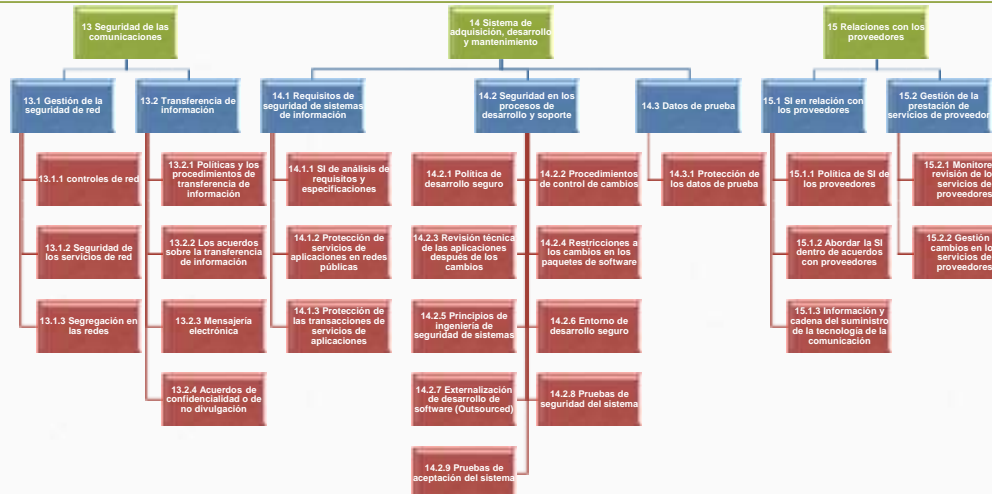 13 Seguridad de las
comunicaciones
14 Sistema de
adquisición, desarrollo
y mantenimiento
15 Relaciones con los
proveedores
13.1 Gestión de la
seguridad de red
13.2 Transferencia de
información
14.1 Requisitos de
seguridad de sistemas
de información
14.2 Seguridad en los
procesos de
desarrollo y soporte
14.3 Datos de prueba
15.1 SI en relación con
los proveedores
15.2 Gestión de la
prestación de
servicios de proveedor
13.1.1 controles de red
13.2.1 Políticas y los
procedimientos de
transferencia de
información
14.1.1 SI de análisis de
requisitos y
especificaciones
14.2.1 Política de
desarrollo seguro
14.2.2 Procedimientos
de control de cambios
14.3.1 Protección de
los datos de prueba
15.1.1 Política de SI de
los proveedores
15.2.1 Monitore
revisión de lo
servicios de
proveedores
13.1.2 Seguridad de
los servicios de red
13.2.2 Los acuerdos
sobre la transferencia
de información
14.1.2 Protección de
servicios de
aplicaciones en redes
públicas
14.2.3 Revisión técnica
de las aplicaciones
después de los
cambios
14.2.4 Restricciones a
los cambios en los
paquetes de software
15.1.2 Abordar la SI
dentro de acuerdos
con proveedores
15.2.2 Gestión
cambios en lo
servicios de
proveedores
13.1.3 Segregación en
las redes
13.2.3 Mensajería
electrónica
14.1.3 Protección de
las transacciones de
servicios de
aplicaciones
14.2.5 Principios de
ingeniería de
seguridad de sistemas
14.2.6 Entorno de
desarrollo seguro
15.1.3 Información y
cadena del suministro
de la tecnología de la
comunicación
13.2.4 Acuerdos de
confidencialidad o de
no divulgación
14.2.7 Externalización
de desarrollo de
software (Outsourced)
14.2.8 Pruebas de
seguridad del sistema
14.2.9 Pruebas de
aceptación del sistema